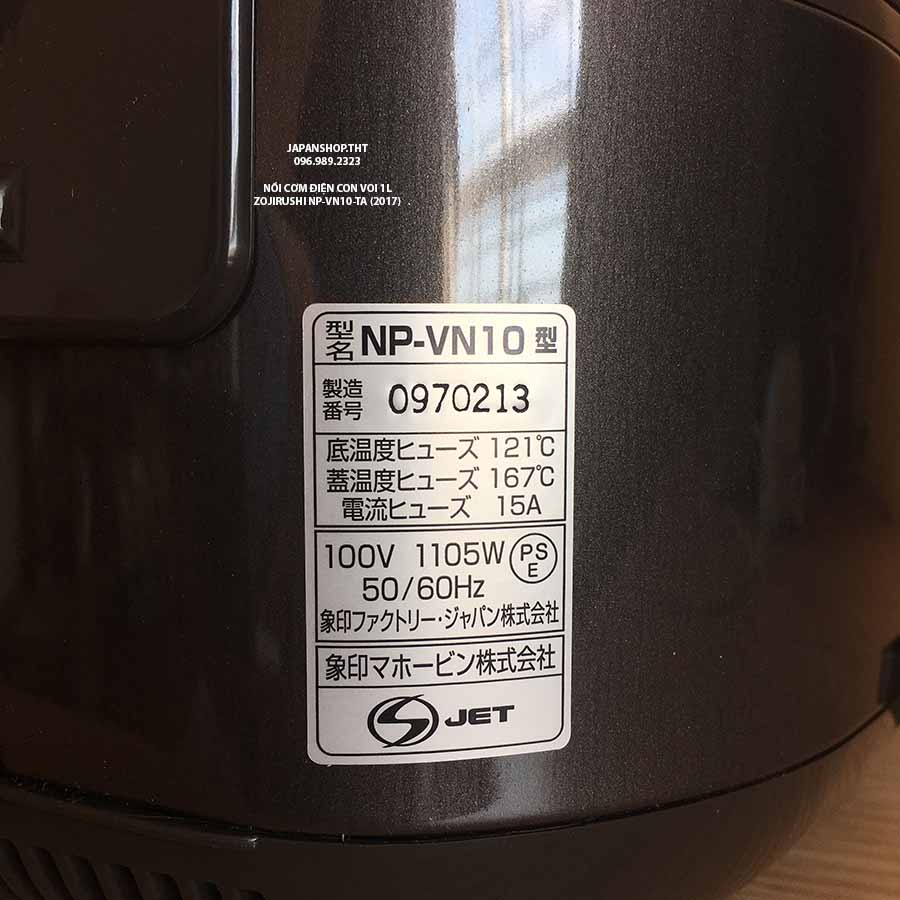 JAPANSHOP.THT
096.989.2323
NỒI CƠM ĐIỆN CON VOI 1L
ZOJIRUSHI NP-VN10-TA (2017)
型名 NP-VN10 型
製造番号 0970213
底温度ヒューズ 121℃
蓋温度ヒューズ 167℃
電流ヒューズ 15A
100V 1105W PSE
50/60Hz
象印ファクトリー・ジャパン株式会社
象印マホービン株式会社
S JET